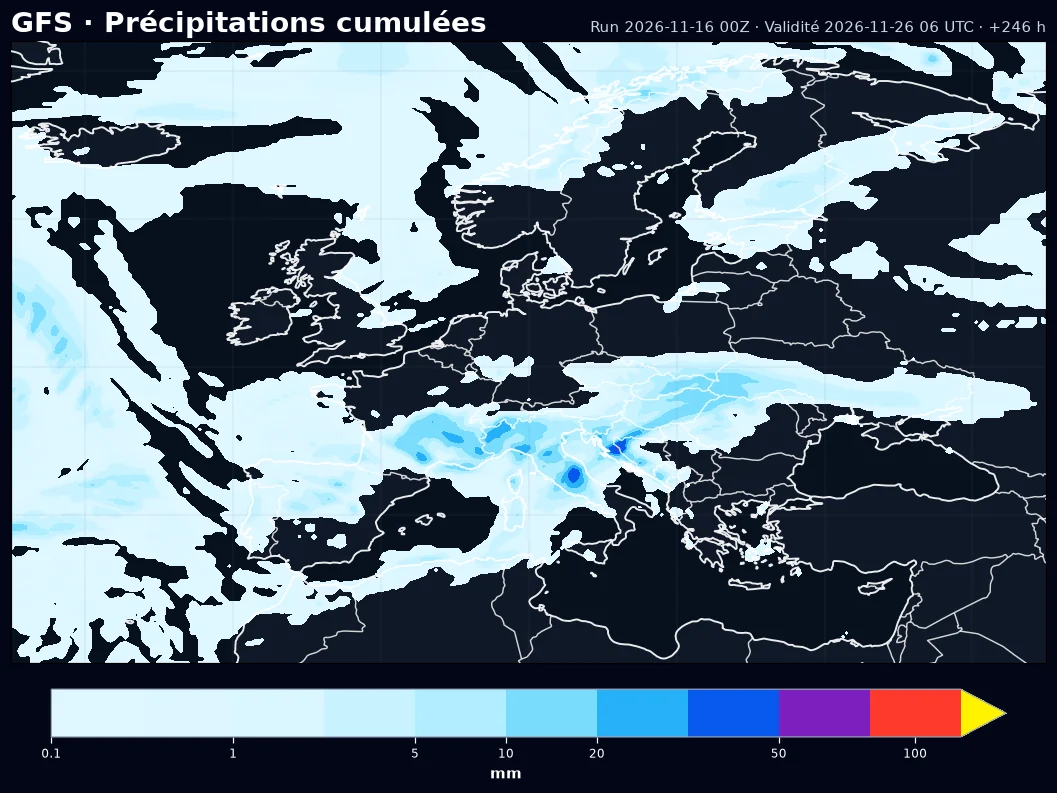 GFS · Précipitations cumulées
Run 2026-11-16 00Z · Validité 2026-11-26 06 UTC · +246 h
0.1 1 5 10 20 50 100
mm